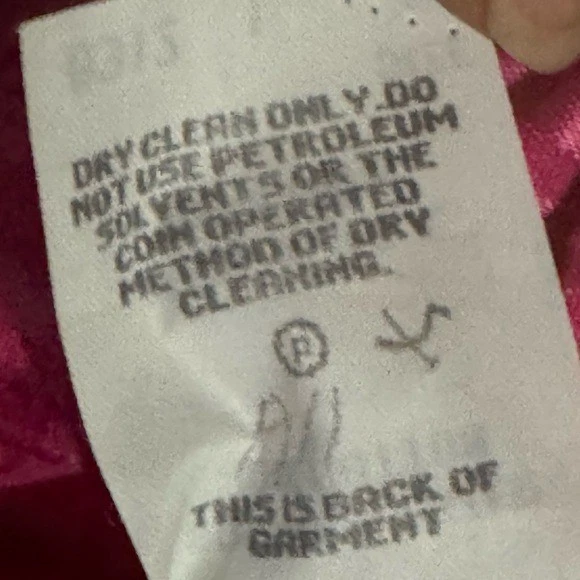 DRY CLEAN ONLY.DO
NOT USE PETROLEUM
SOLVENTS OR THE
COIN OPERATED
METHOD OF DRY
CLEANING.
P
THIS IS BACK OF
GARMENT